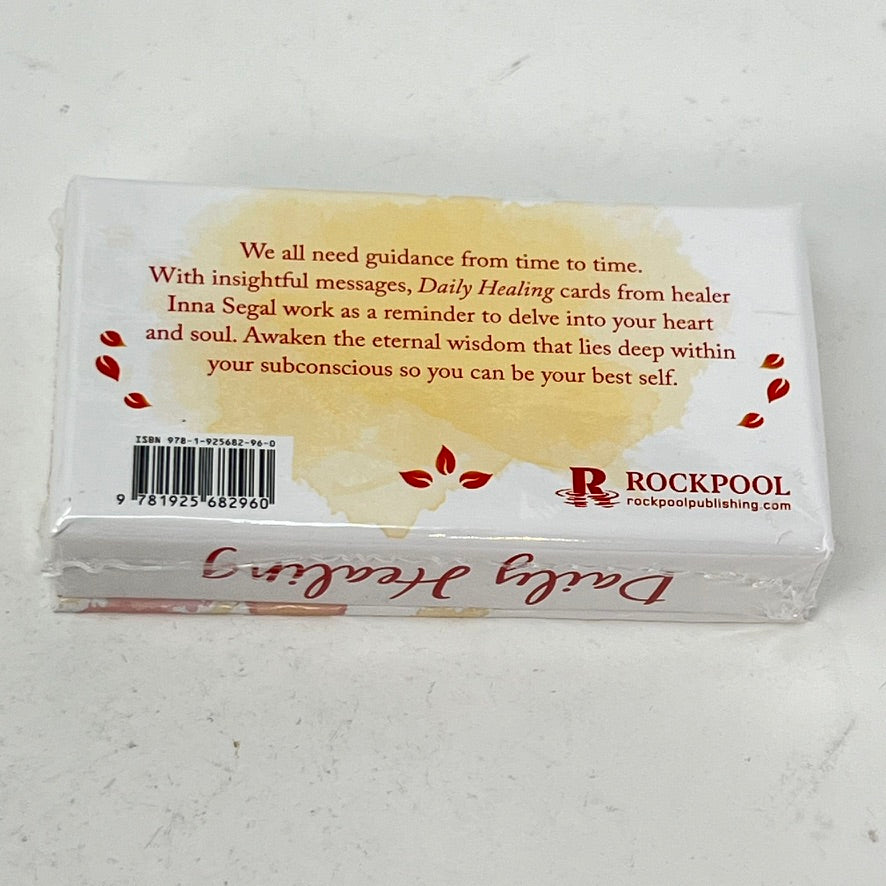 We all need guidance from time to time.
With insightful messages, Daily Healing cards from healer
Inna Segal work as a reminder to delve into your heart
and soul. Awaken the eternal wisdom that lies deep within
your subconscious so you can be your best self.
ISBN 978-1-925682-96-0
9 781925 682960
ROCKPOOL
rockpoolpublishing.com
Daily Healing